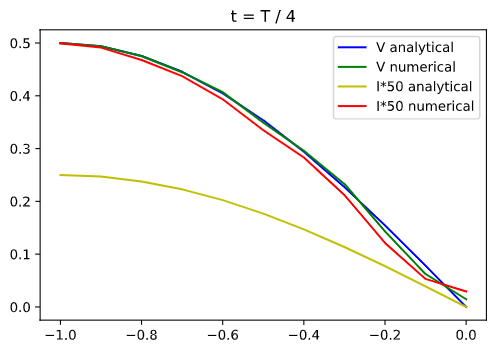 t = T / 4
V analytical
V numerical
I*50 analytical
I*50 numerical
0.5
0.4
0.3
0.2
0.1
0.0
−1.0 −0.8 −0.6 −0.4 −0.2 0.0